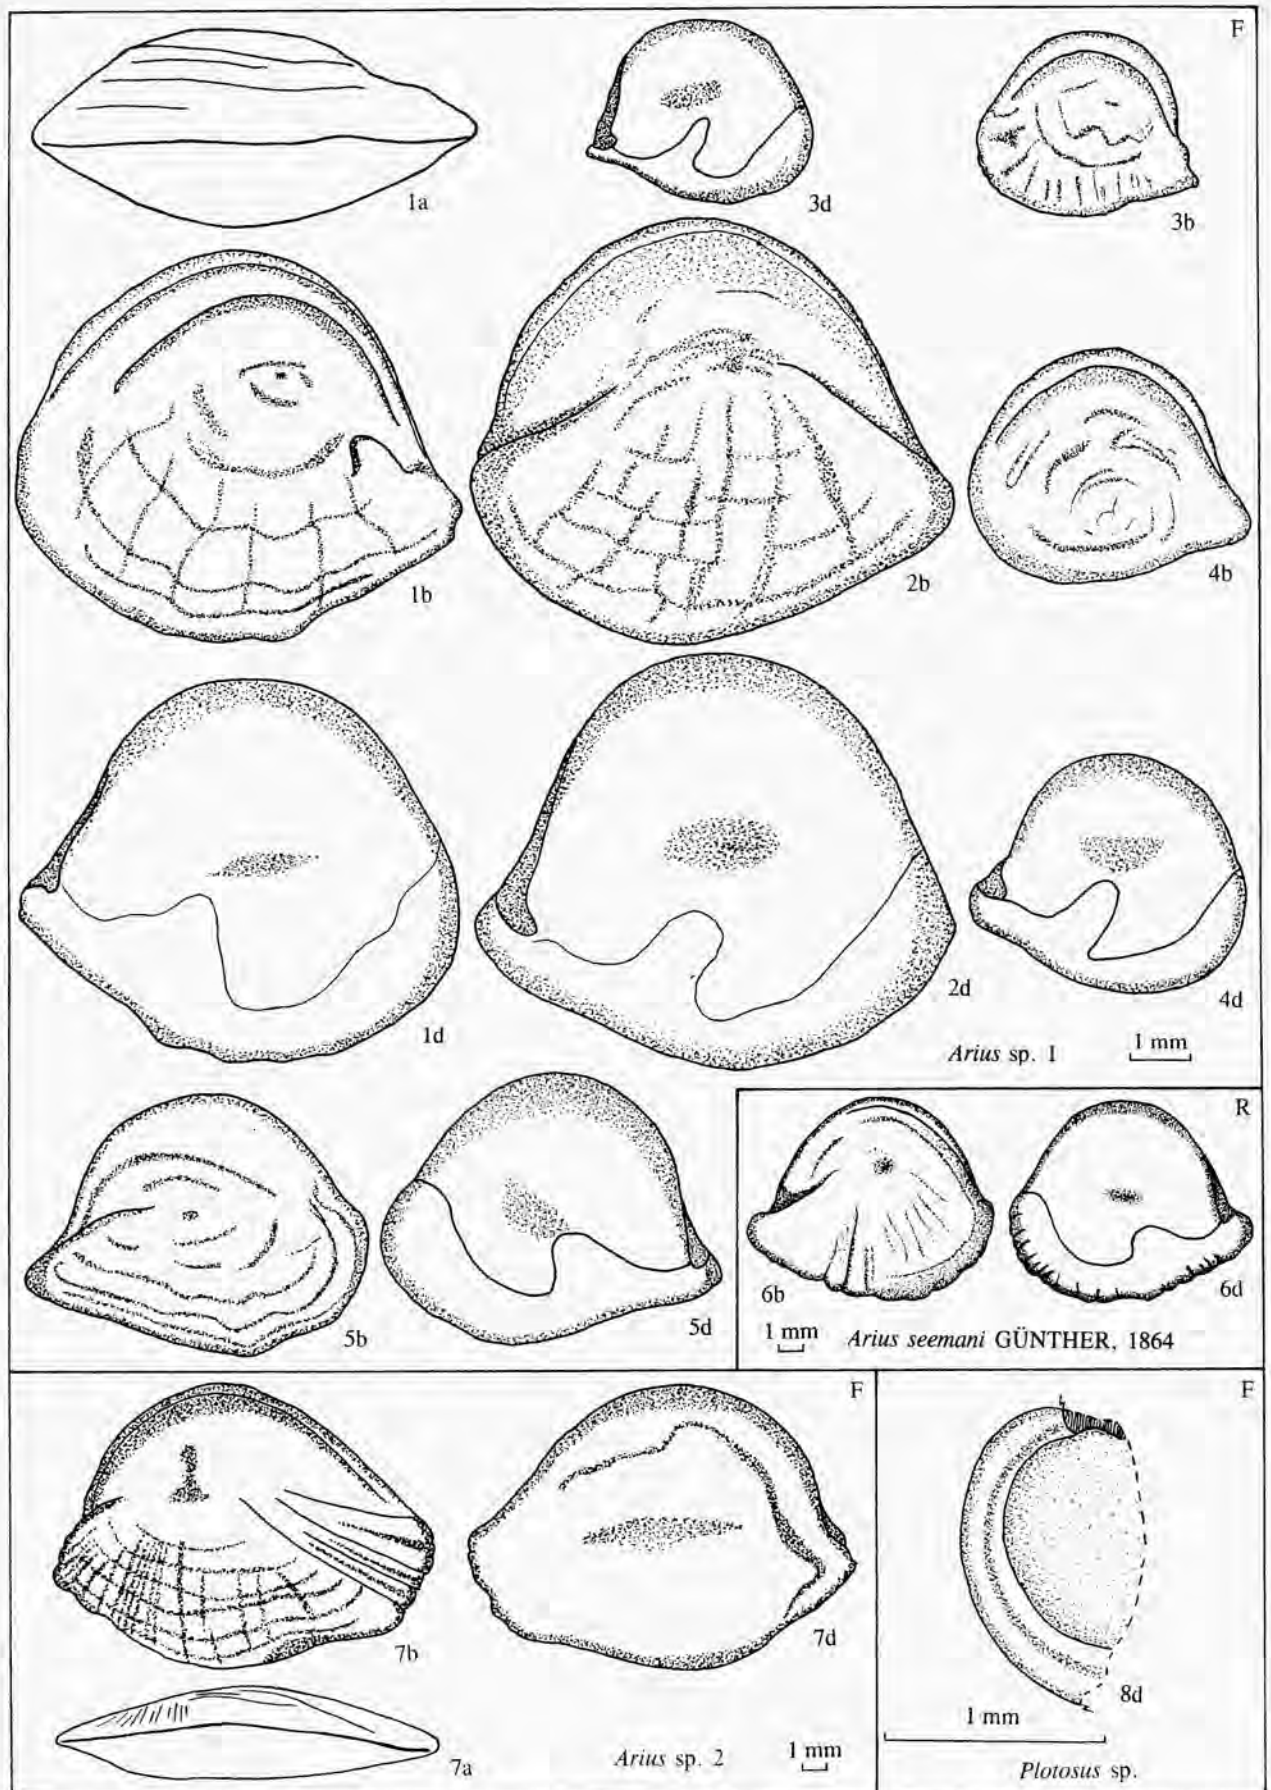 F
1a
3d
3b
1b
2b
4b
1d
2d
4d
Arius sp. 1
1 mm
5b
5d
R
6b
6d
1 mm
Arius seemani GÜNTHER, 1864
F
7b
7d
7a
Arius sp. 2
1 mm
F
8d
1 mm
Plotosus sp.